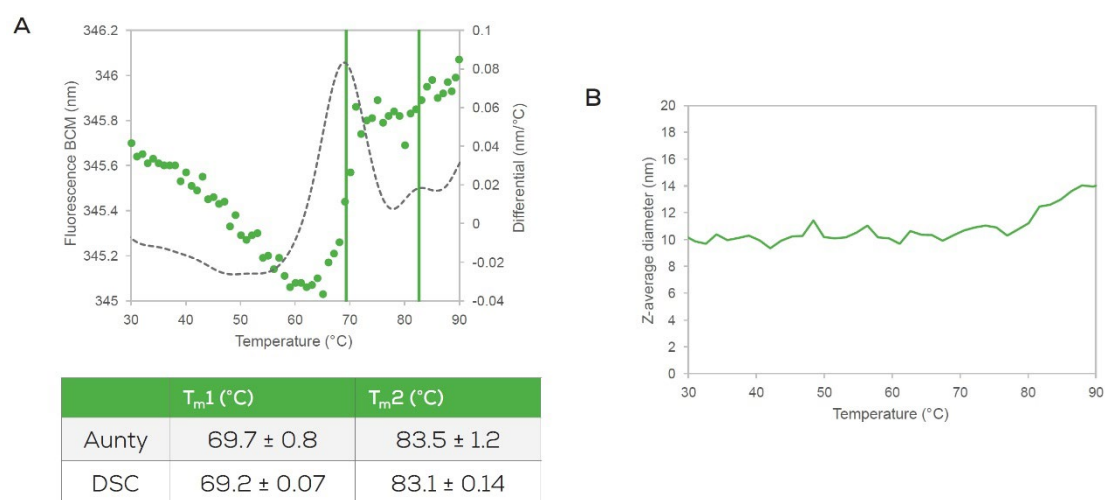 A
346.2
346
345.8
345.6
345.4
345.2
345
Fluorescence BCM (nm)
0.1
0.08
0.06
0.04
0.02
0
-0.02
-0.04
Differential (nm/°C)
30 40 50 60 70 80 90
Temperature (°C)
Tm1 (°C) Tm2 (°C)
Aunty 69.7 ± 0.8 83.5 ± 1.2
DSC 69.2 ± 0.07 83.1 ± 0.14
B
20
18
16
14
12
10
8
6
4
2
0
Z-average diameter (nm)
30 40 50 60 70 80 90
Temperature (°C)